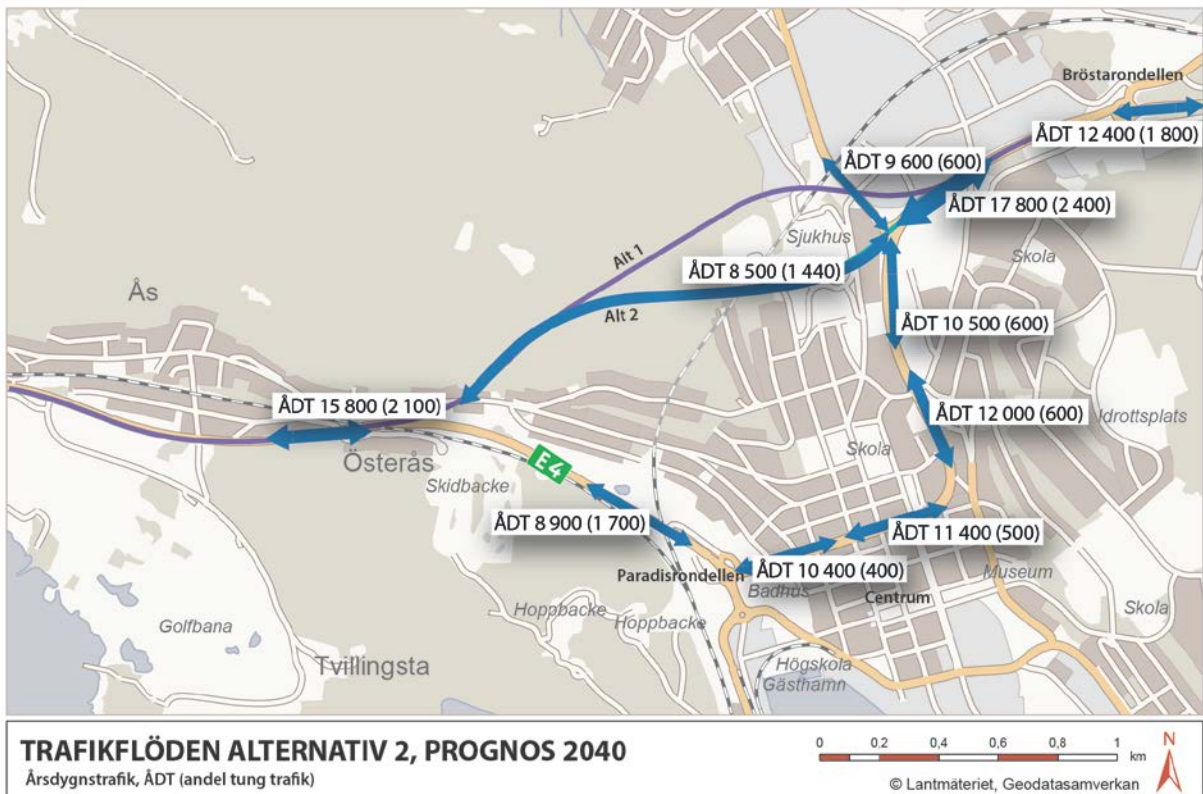 Bröstarondellen
ÅDT 12 400 (1 800)
ÅDT 9 600 (600)
ÅDT 17 800 (2 400)
Sjukhus
Skola
Alt 1
ÅDT 8 500 (1 440)
Ås
Alt 2
ÅDT 10 500 (600)
ÅDT 15 800 (2 100)
ÅDT 12 000 (600)
Idrottsplats
Skola
Österås
E4
Skidbacke
ÅDT 8 900 (1 700)
ÅDT 11 400 (500)
Paradisrondellen
ÅDT 10 400 (400)
Museum
Badhus
Centrum
Hoppbacke
Hoppbacke
Skola
Golfbana
Tvillingsta
Högskola
Gästhamn
TRAFIKFLÖDEN ALTERNATIV 2, PROGNOS 2040
Årsdygnstrafik, ÅDT (andel tung trafik)
0 0,2 0,4 0,6 0,8 1
km
N
© Lantmäteriet, Geodatasamverkan